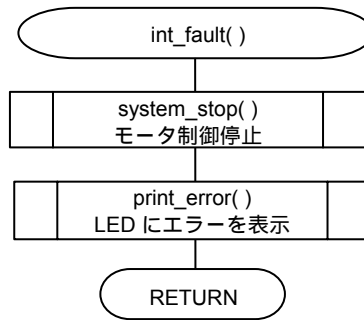 int_fault( )
system_stop( )
モータ制御停止
print_error( )
LED にエラーを表示
RETURN